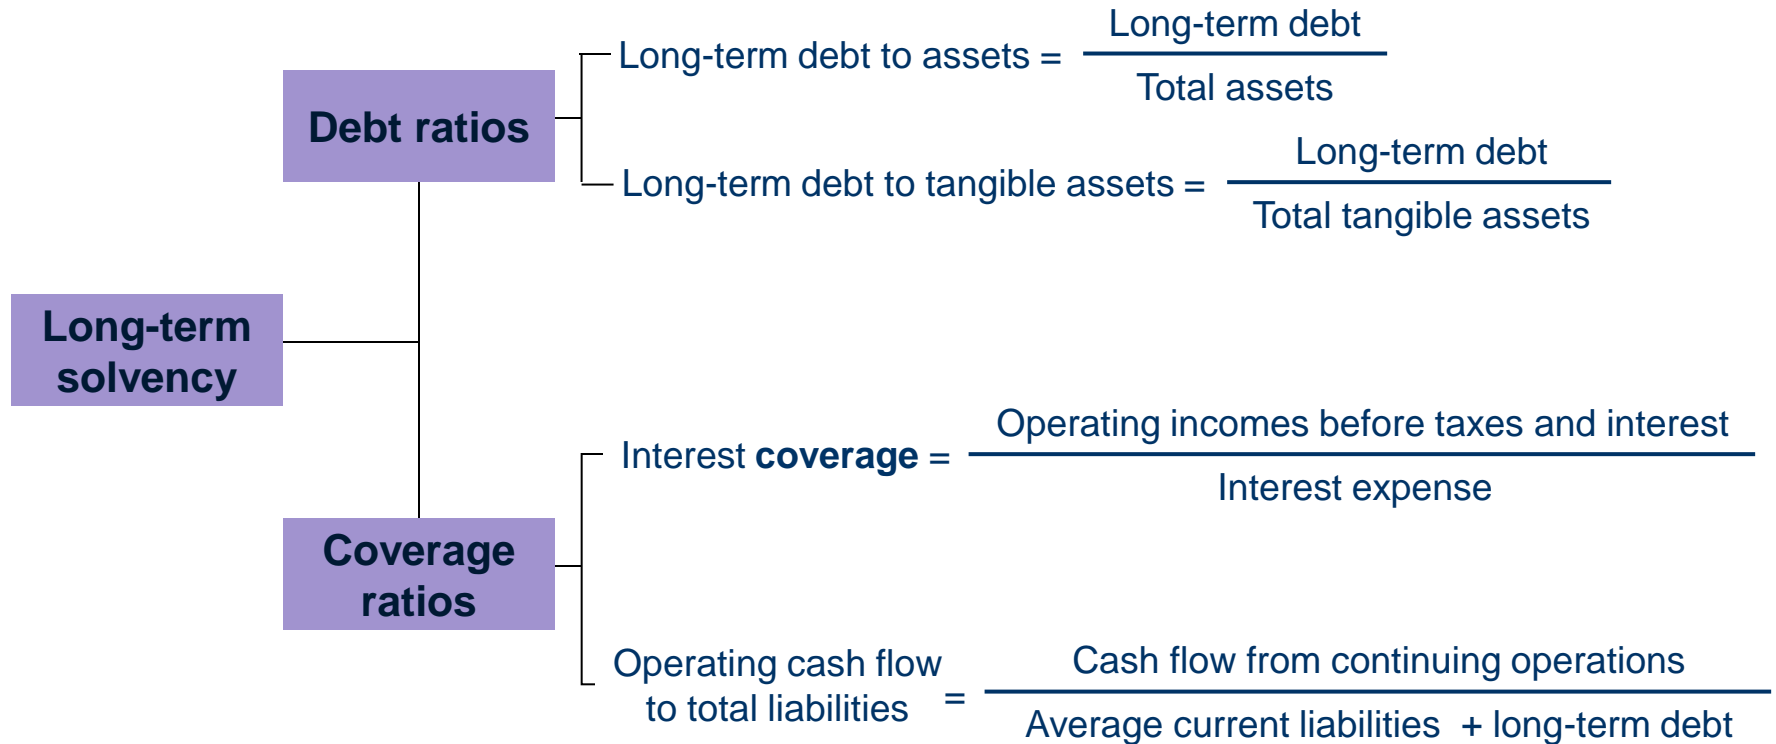 Long-term debt
Long-term debt to assets =
Total assets
Debt ratios
Long-term debt
Long-term debt to tangible assets =
Total tangible assets
Long-term
solvency
Operating incomes before taxes and interest
Interest coverage =
Interest expense
Coverage
ratios
Operating cash flow
to total liabilities
=
Cash flow from continuing operations
Average current liabilities + long-term debt